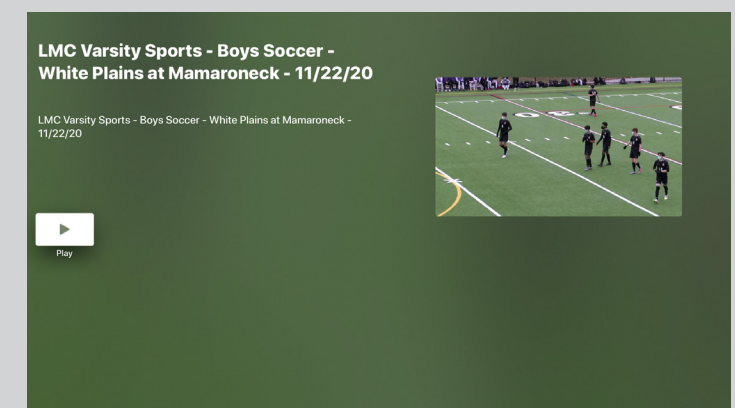 LMC Varsity Sports - Boys Soccer -
White Plains at Mamaroneck - 11/22/20
LMC Varsity Sports - Boys Soccer - White Plains at Mamaroneck -
11/22/20
Play